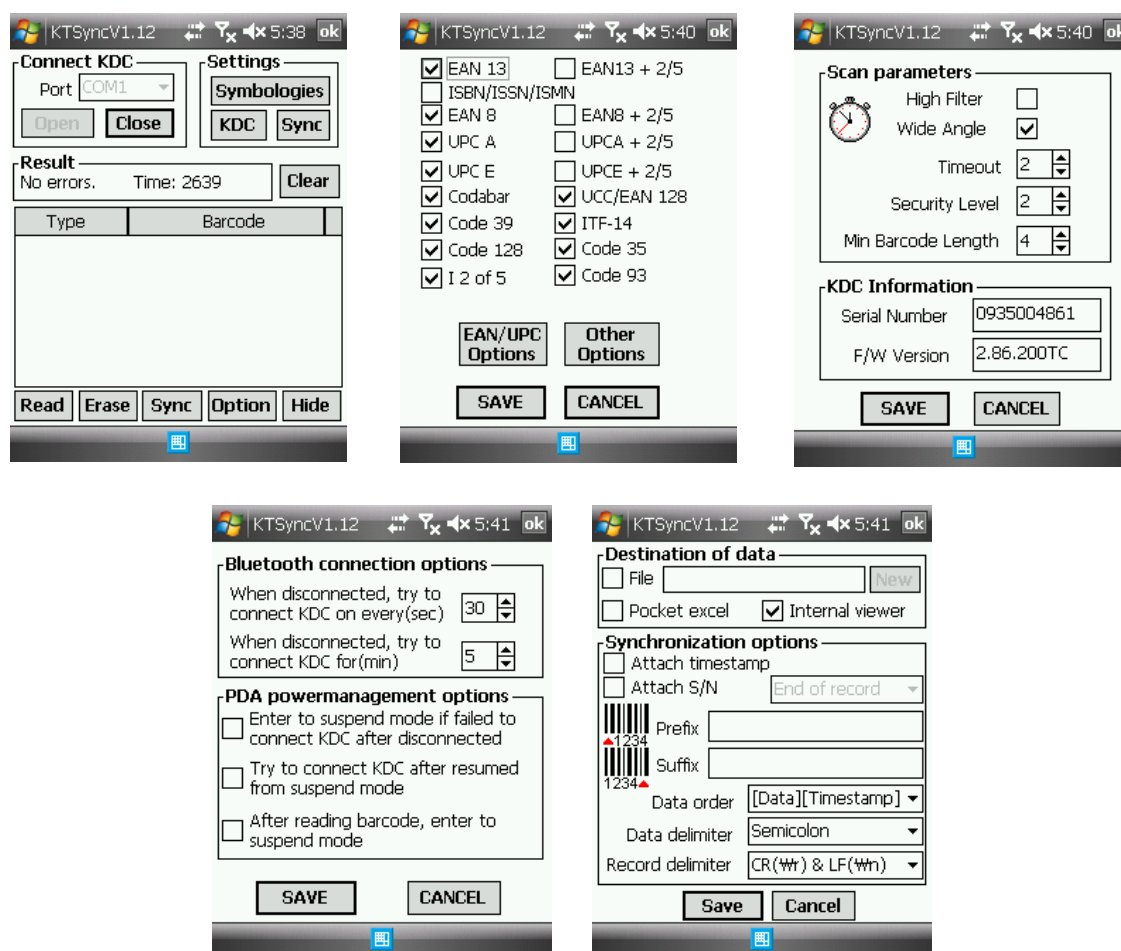 KTSyncV1.12 5:38 ok
Connect KDC
Port COM1
Open Close
Settings
Symbologies
KDC Sync
Result
No errors. Time: 2639 Clear
Type Barcode
Read Erase Sync Option Hide
KTSyncV1.12 5:40 ok
EAN 13 EAN13 + 2/5
ISBN/ISSN/ISMN
EAN 8 EAN8 + 2/5
UPC A UPCA + 2/5
UPC E UPCE + 2/5
Codabar UCC/EAN 128
Code 39 ITF-14
Code 128 Code 35
I 2 of 5 Code 93
EAN/UPC
Options
Other
Options
SAVE CANCEL
KTSyncV1.12 5:40 ok
Scan parameters
High Filter
Wide Angle
Timeout 2
Security Level 2
Min Barcode Length 4
KDC Information
Serial Number 0935004861
F/W Version 2.86.200TC
SAVE CANCEL
KTSyncV1.12 5:41 ok
Bluetooth connection options
When disconnected, try to
connect KDC on every(sec) 30
When disconnected, try to
connect KDC for(min) 5
PDA powermanagement options
Enter to suspend mode if failed to
connect KDC after disconnected
Try to connect KDC after resumed
from suspend mode
After reading barcode, enter to
suspend mode
SAVE CANCEL
KTSyncV1.12 5:41 ok
Destination of data
File New
Pocket excel Internal viewer
Synchronization options
Attach timestamp
Attach S/N End of record
1234 Prefix
1234 Suffix
Data order [Data][Timestamp]
Data delimiter Semicolon
Record delimiter CR(₩r) & LF(₩n)
Save Cancel